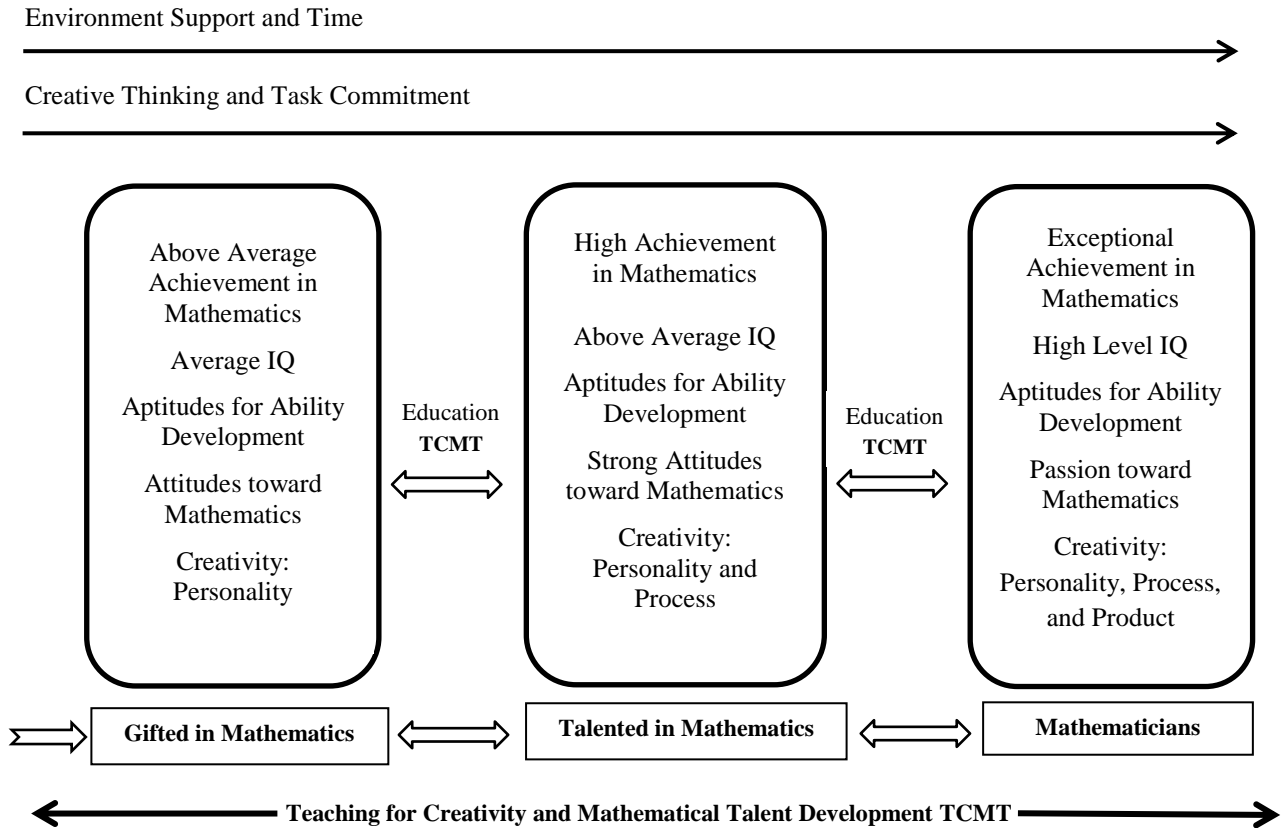 Environment Support and Time
Creative Thinking and Task Commitment
Above Average
Achievement in
Mathematics
Average IQ
Aptitudes for Ability
Development
Attitudes toward
Mathematics
Creativity:
Personality
Education
TCMT
High Achievement
in Mathematics
Above Average IQ
Aptitudes for Ability
Development
Strong Attitudes
toward Mathematics
Creativity:
Personality and
Process
Education
TCMT
Exceptional
Achievement in
Mathematics
High Level IQ
Aptitudes for Ability
Development
Passion toward
Mathematics
Creativity:
Personality, Process,
and Product
Gifted in Mathematics
Talented in Mathematics
Mathematicians
Teaching for Creativity and Mathematical Talent Development TCMT